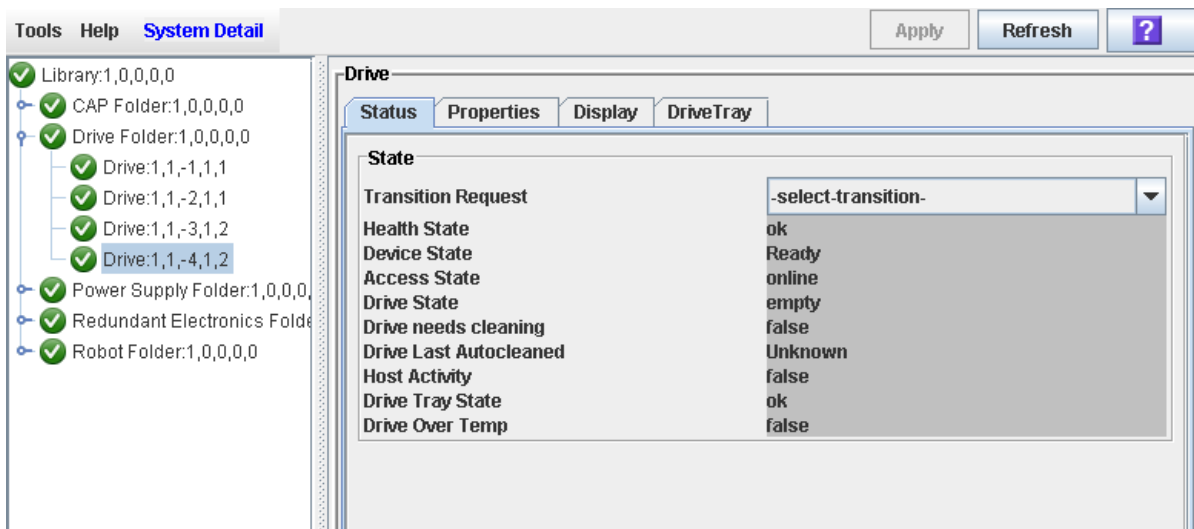 Tools Help System Detail Apply Refresh ?
Library:1,0,0,0,0
CAP Folder:1,0,0,0,0
Drive Folder:1,0,0,0,0
Drive:1,1,-1,1,1
Drive:1,1,-2,1,1
Drive:1,1,-3,1,2
Drive:1,1,-4,1,2
Power Supply Folder:1,0,0,0,
Redundant Electronics Folde
Robot Folder:1,0,0,0,0
Drive
Status Properties Display DriveTray
State
Transition Request -select-transition-
Health State ok
Device State Ready
Access State online
Drive State empty
Drive needs cleaning false
Drive Last Autocleaned Unknown
Host Activity false
Drive Tray State ok
Drive Over Temp false